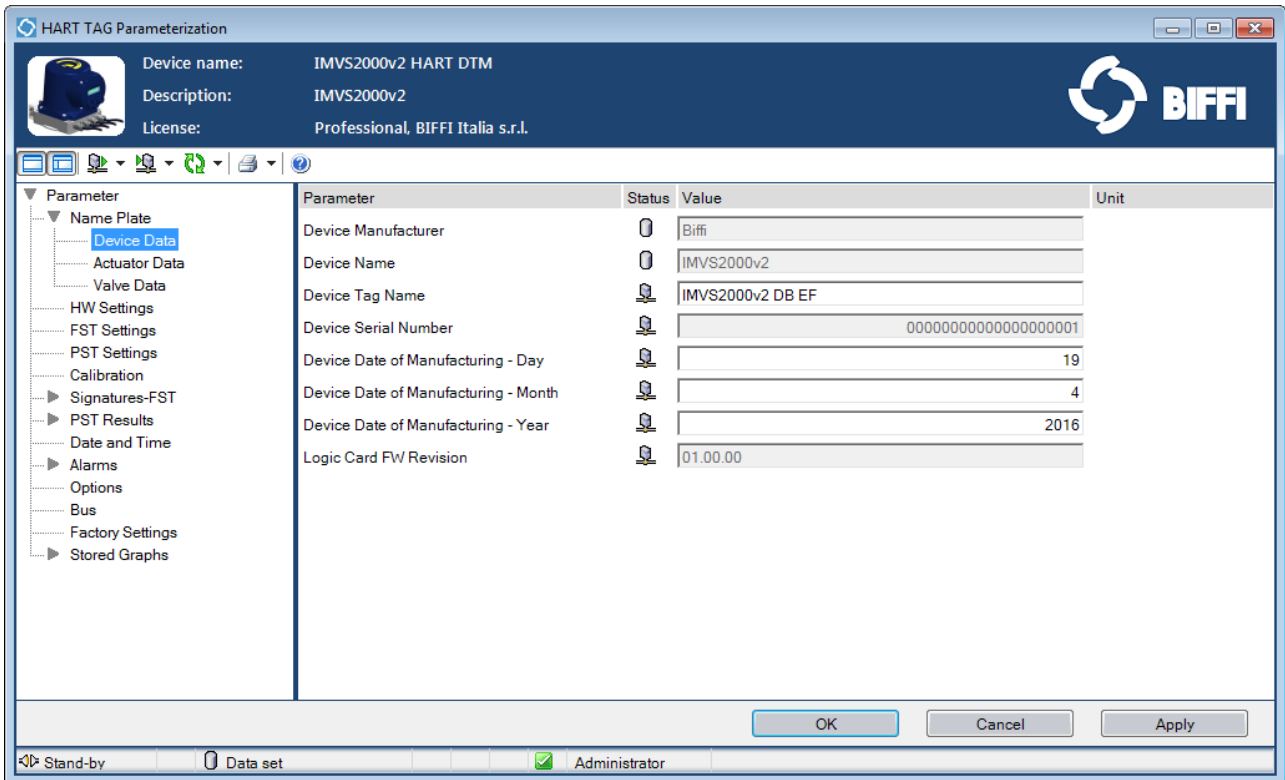 HART TAG Parameterization
Device name: IMVS2000v2 HART DTM
Description: IMVS2000v2
License: Professional, BIFFI Italia s.r.l.
BIFFI
Parameter
Name Plate
Device Data
Actuator Data
Valve Data
HW Settings
FST Settings
PST Settings
Calibration
Signatures-FST
PST Results
Date and Time
Alarms
Options
Bus
Factory Settings
Stored Graphs
Parameter Status Value Unit
Device Manufacturer Biffi
Device Name IMVS2000v2
Device Tag Name IMVS2000v2 DB EF
Device Serial Number 00000000000000000001
Device Date of Manufacturing - Day 19
Device Date of Manufacturing - Month 4
Device Date of Manufacturing - Year 2016
Logic Card FW Revision 01.00.00
OK Cancel Apply
Stand-by Data set Administrator